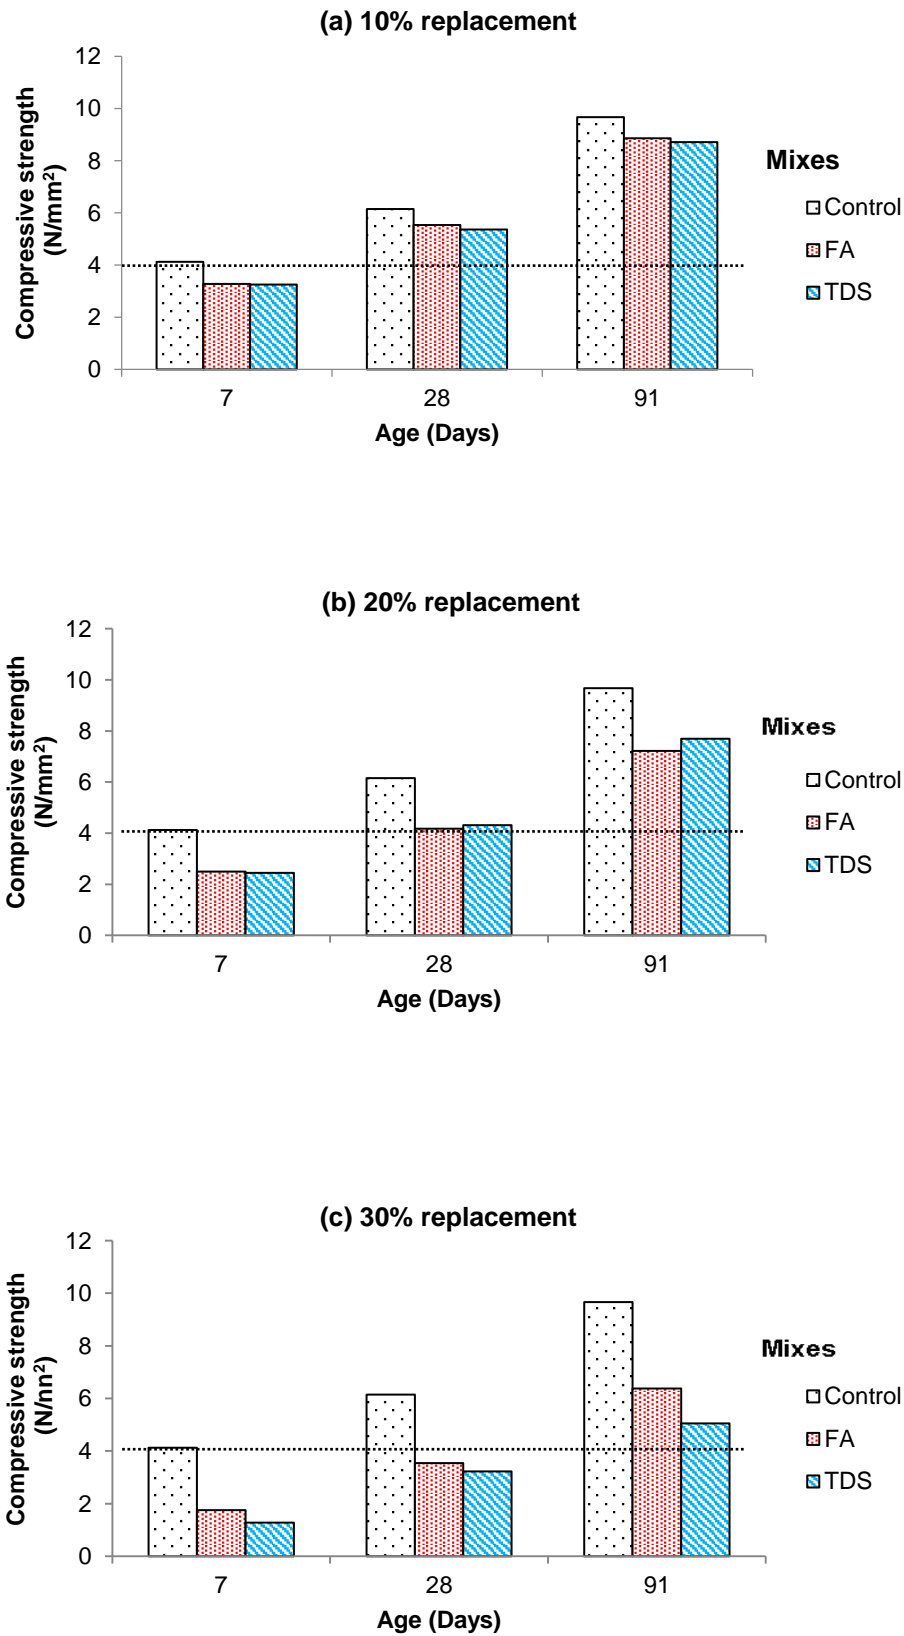 (a) 10% replacement
12
10
8
6
4
2
0
Compressive strength
(N/mm²)
7 28 91
Age (Days)
Mixes
Control
FA
TDS
(b) 20% replacement
12
10
8
6
4
2
0
Compressive strength
(N/mm²)
7 28 91
Age (Days)
Mixes
Control
FA
TDS
(c) 30% replacement
12
10
8
6
4
2
0
Compressive strength
(N/nn²)
7 28 91
Age (Days)
Mixes
Control
FA
TDS